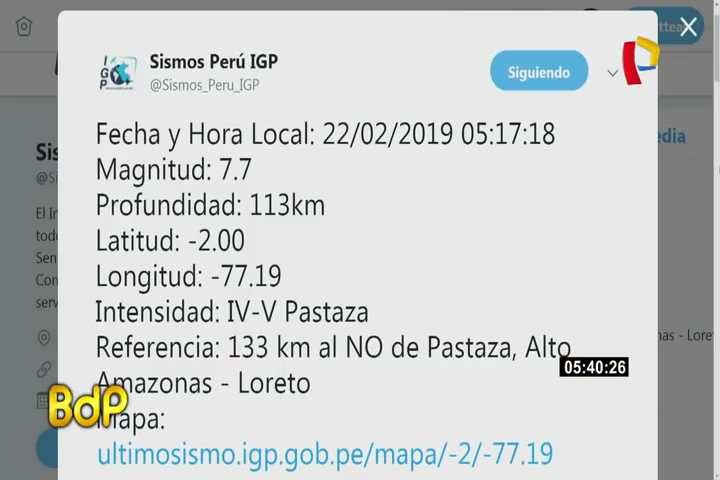 Sismos Perú IGP
@Sismos_Peru_IGP
Siguiendo
Fecha y Hora Local: 22/02/2019 05:17:18
Magnitud: 7.7
Profundidad: 113km
Latitud: -2.00
Longitud: -77.19
Intensidad: IV-V Pastaza
Referencia: 133 km al NO de Pastaza, Alto
Amazonas - Loreto
Mapa:
ultimosismo.igp.gob.pe/mapa/-2/-77.19
05:40:26
BdP
IGP